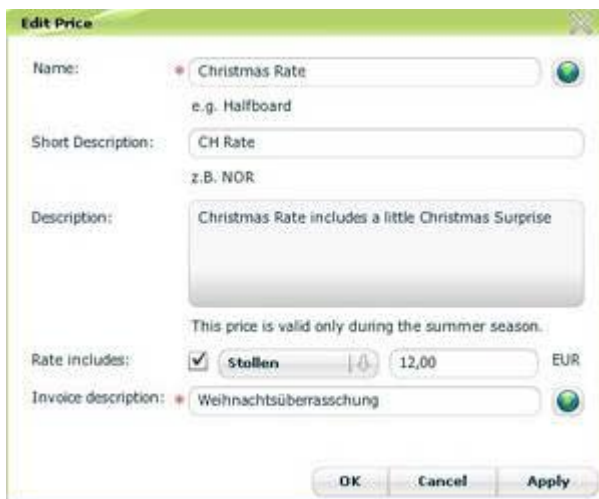 Edit Price
Name: * Christmas Rate
e.g. Halfboard
Short Description: CH Rate
z.B. NOR
Description: Christmas Rate includes a little Christmas Surprise
This price is valid only during the summer season.
Rate includes: Stollen 12,00 EUR
Invoice description: * Weihnachtsüberrasschung
OK Cancel Apply